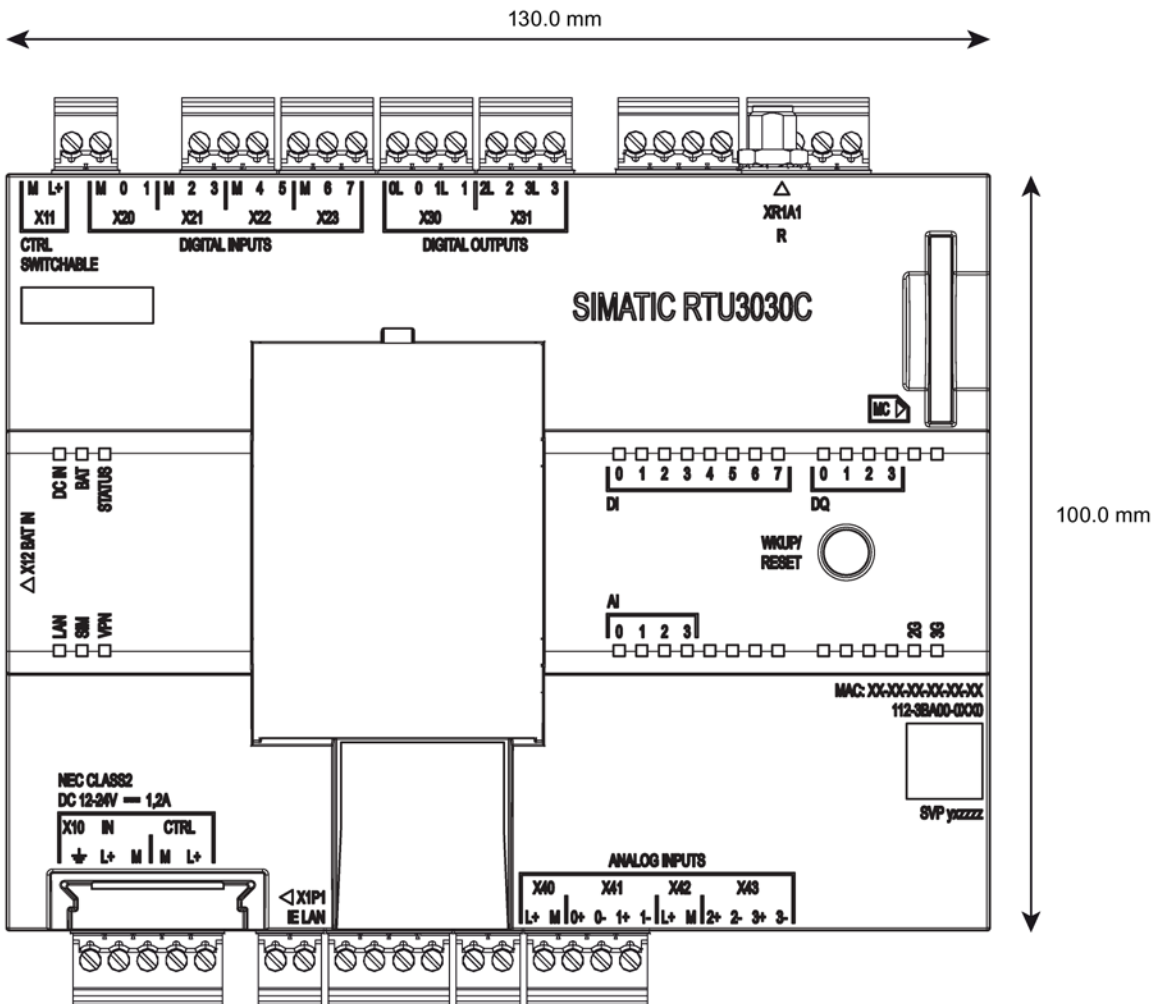 130.0 mm
M L+ M 0 1 M 2 3 M 4 5 M 6 7 0L 0 1L 1 2L 2 3L 3
X11 X20 X21 X22 X23 X30 X31 XR1A1
CTRL DIGITAL INPUTS DIGITAL OUTPUTS R
SWITCHABLE
SIMATIC RTU3030C
MC
DC IN BAT STATUS
0 1 2 3 4 5 6 7 0 1 2 3
DI DQ
X12 BAT IN
100.0 mm
WKUP/
RESET
AI
0 1 2 3
LAN SIM VPN
2G 3G
MAC: XX-XX-XX-XX-XX-XX
112-3BA00-0XX0
SVP yxzzzz
NEC CLASS2
DC 12-24V 1,2A
X10 IN CTRL
L+ M M L+
X1P1
IE LAN
ANALOG INPUTS
X40 X41 X42 X43
L+ M 0+ 0- 1+ 1- L+ M 2+ 2- 3+ 3-